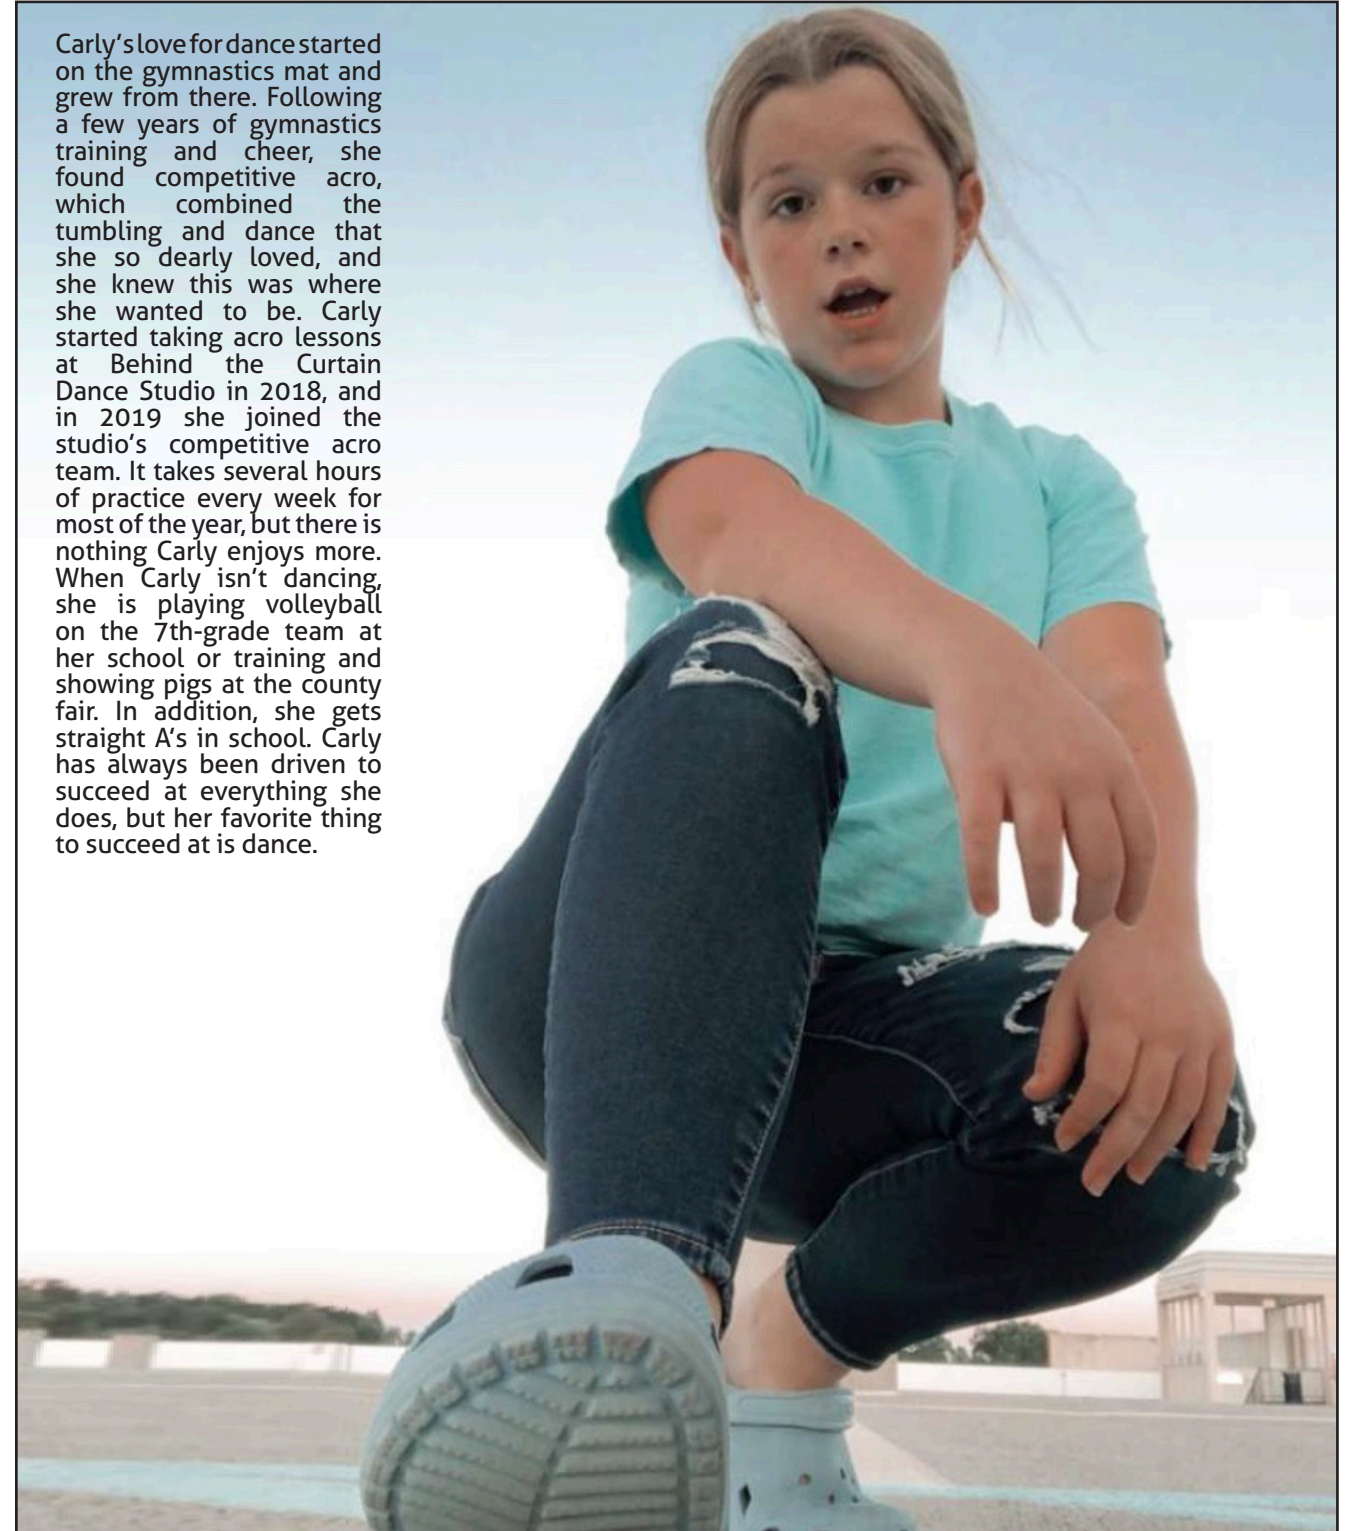 Carly's love for dance started
on the gymnastics mat and
grew from there. Following
a few years of gymnastics
training and cheer, she
found competitive acro,
which combined the
tumbling and dance that
she so dearly loved, and
she knew this was where
she wanted to be. Carly
started taking acro lessons
at Behind the Curtain
Dance Studio in 2018, and
in 2019 she joined the
studio's competitive acro
team. It takes several hours
of practice every week for
most of the year, but there is
nothing Carly enjoys more.
When Carly isn't dancing,
she is playing volleyball
on the 7th-grade team at
her school or training and
showing pigs at the county
fair. In addition, she gets
straight A's in school. Carly
has always been driven to
succeed at everything she
does, but her favorite thing
to succeed at is dance.